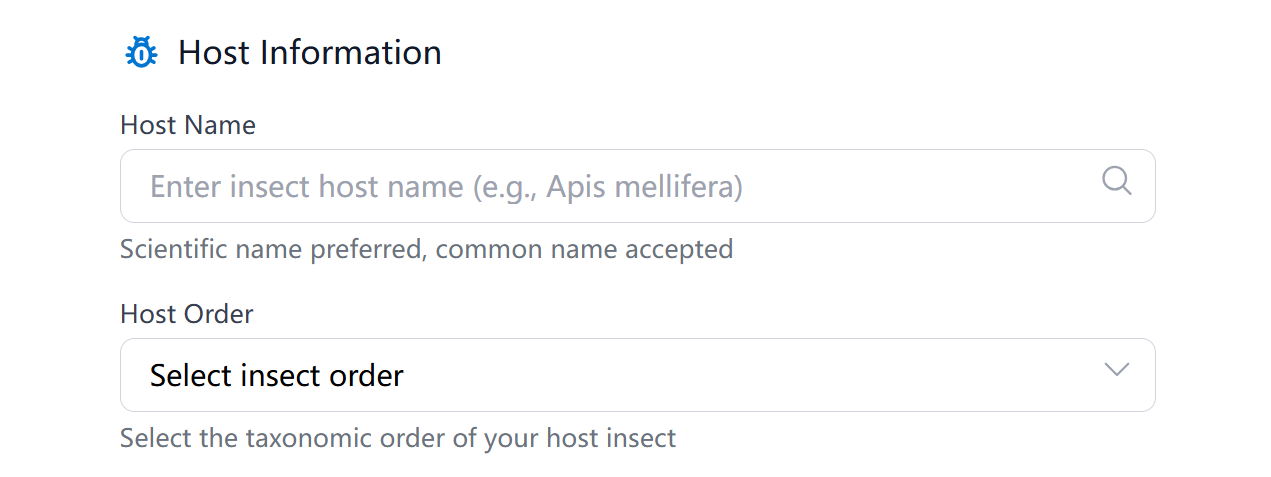 Host Information
Host Name
Enter insect host name (e.g., Apis mellifera)
Scientific name preferred, common name accepted
Host Order
Select insect order
Select the taxonomic order of your host insect